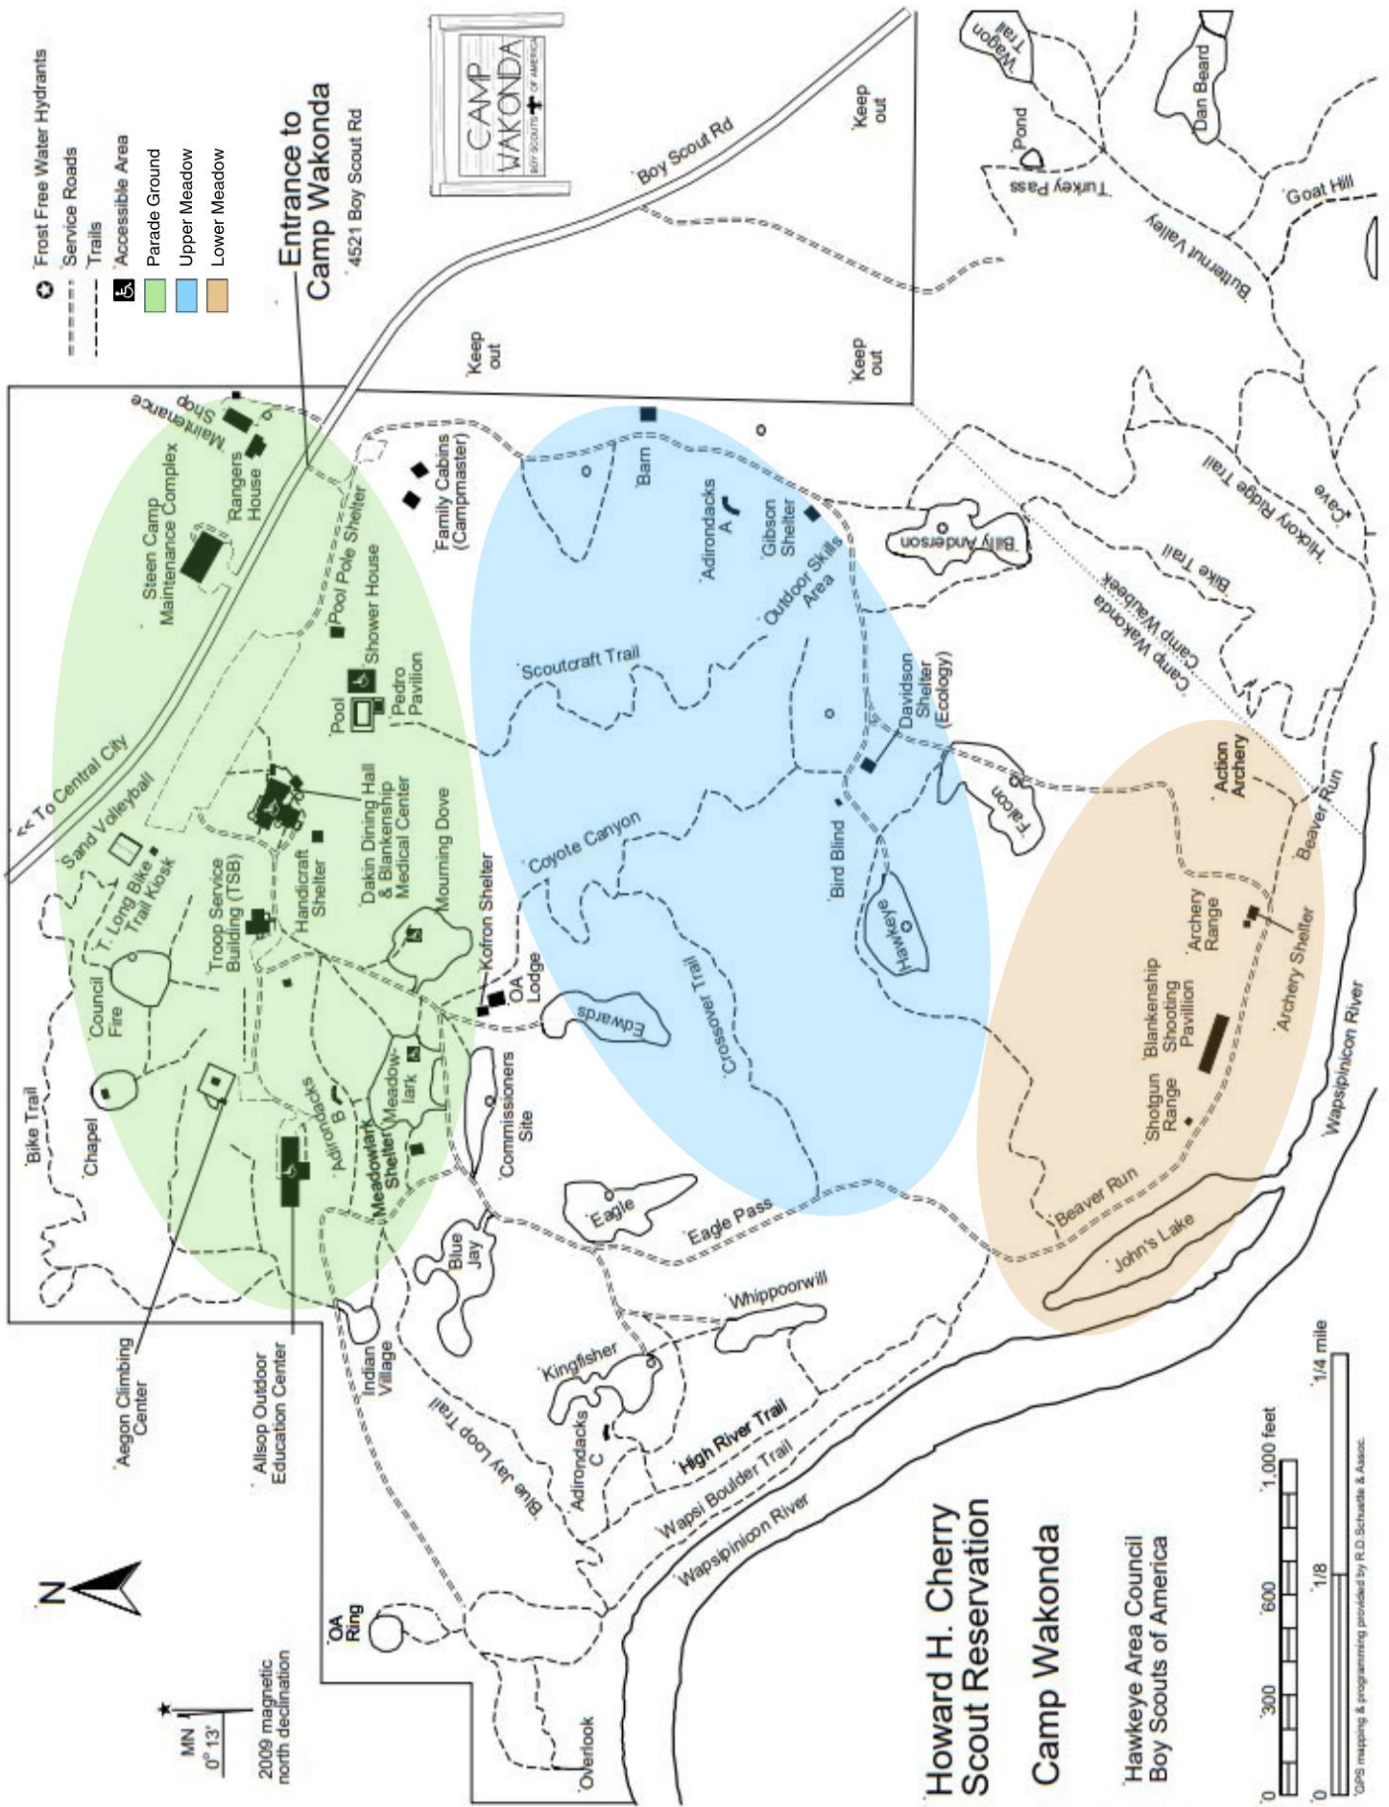 N
MN
0° 13'
2009 magnetic
north declination
Bike Trail
Chapel
Council
Fire
<< To Central City
Sand Volleyball
T. Long Bike
Trail Kiosk
Steen Camp
Maintenance Complex
Maintenance
Shop
Rangers
House
Frost Free Water Hydrants
Service Roads
Trails
Accessible Area
Parade Ground
Upper Meadow
Lower Meadow
Entrance to
Camp Wakonda
4521 Boy Scout Rd
Aegon Climbing
Center
Allsop Outdoor
Education Center
Troop Service
Building (TSB)
Handicraft
Shelter
Pool Pole Shelter
Shower House
Pool
Pedro
Pavilion
Dakin Dining Hall
& Blankenship
Medical Center
Mourning Dove
OA
Ring
Indian
Village
Adirondacks
B
Meadowlark
Shelter
Meadow-
lark
Family Cabins
(Campmaster)
Keep
out
CAMP
WAKONDA
BOY SCOUTS OF AMERICA
Blue Jay Loop Trail
Blue
Jay
Commissioners
Site
Kofron Shelter
OA
Lodge
Coyote Canyon
Scoutcraft Trail
Overlook
Adirondacks
C
Kingfisher
Eagle
Edwards
Barn
Boy Scout Rd
High River Trail
Wapsi Boulder Trail
Wapsipinicon River
Whippoorwill
Eagle Pass
Crossover Trail
Adirondacks
A
Gibson
Shelter
Outdoor Skills
Area
Bird Blind
Hawkeye
Davidson
Shelter
(Ecology)
Billy Anderson
Keep
out
Keep
out
Falcon
Wagon
Trail
Pond
Turkey Pass
Dan Beard
Butternut Valley
Goat Hill
Camp Wakonda
Camp Waubeek
Bike Trail
Hickory Ridge Trail
Cave
Beaver Run
John's Lake
Shotgun
Range
Blankenship
Shooting
Pavillion
Archery
Range
Archery Shelter
Action
Archery
Beaver Run
Wapsipinicon River
Howard H. Cherry
Scout Reservation
Camp Wakonda
Hawkeye Area Council
Boy Scouts of America
0 300 600 1,000 feet
0 1/8 1/4 mile
GPS mapping & programming provided by R.D.Schuette & Assoc.